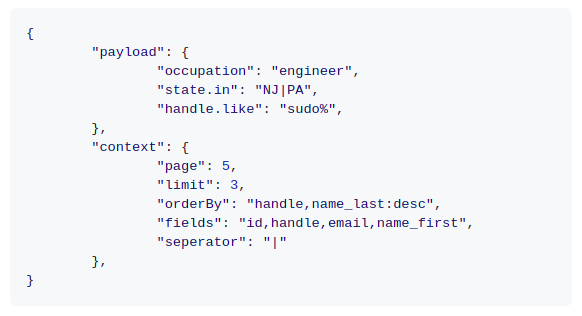 {
        "payload": {
                "occupation": "engineer",
                "state.in": "NJ|PA",
                "handle.like": "sudo%",
        },
        "context": {
                "page": 5,
                "limit": 3,
                "orderBy": "handle,name_last:desc",
                "fields": "id,handle,email,name_first",
                "seperator": "|"
        },
}